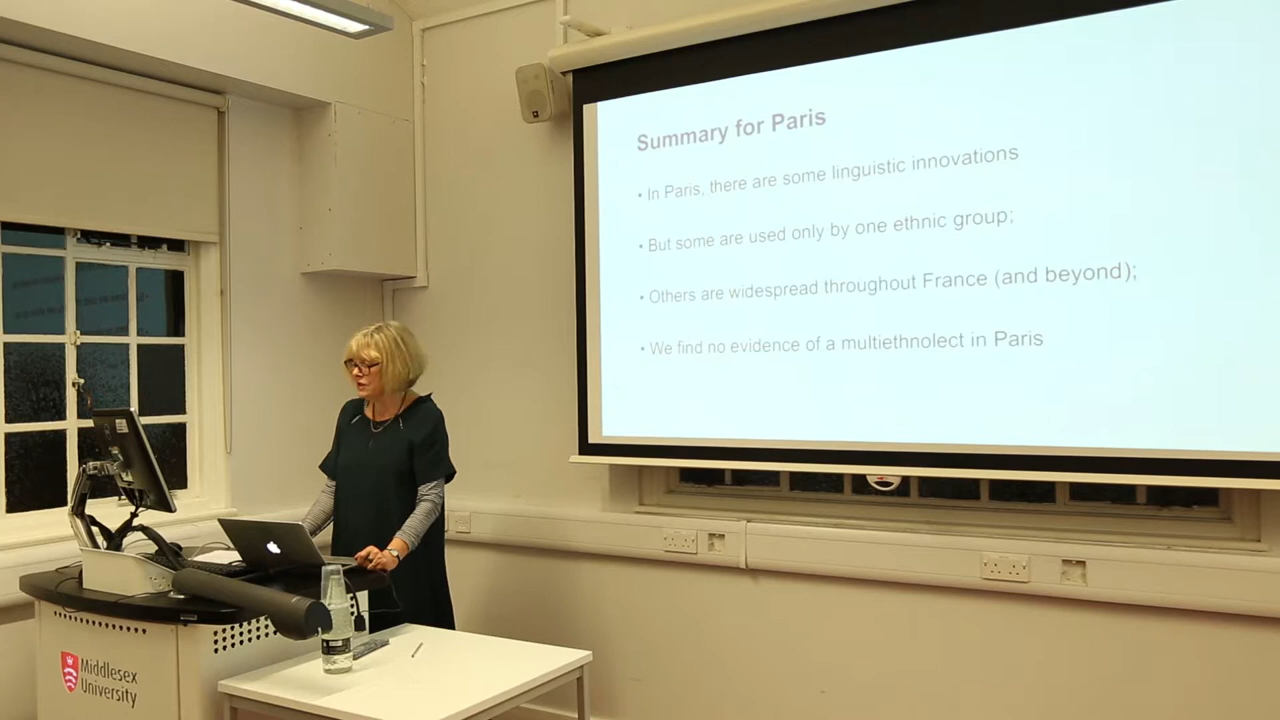 Summary for Paris
• In Paris, there are some linguistic innovations
• But some are used only by one ethnic group;
• Others are widespread throughout France (and beyond);
• We find no evidence of a multiethnolect in Paris
Middlesex
University